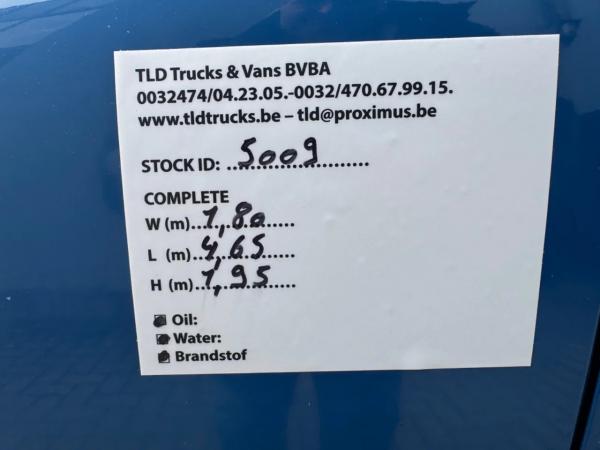 TLD Trucks & Vans BVBA
0032474/04.23.05.-0032/470.67.99.15.
www.tldtrucks.be – tld@proximus.be
STOCK ID: ...5009...................
COMPLETE
W (m)..1,80......
L (m)..4,65......
H (m)..1,95......
Oil:
Water:
Brandstof